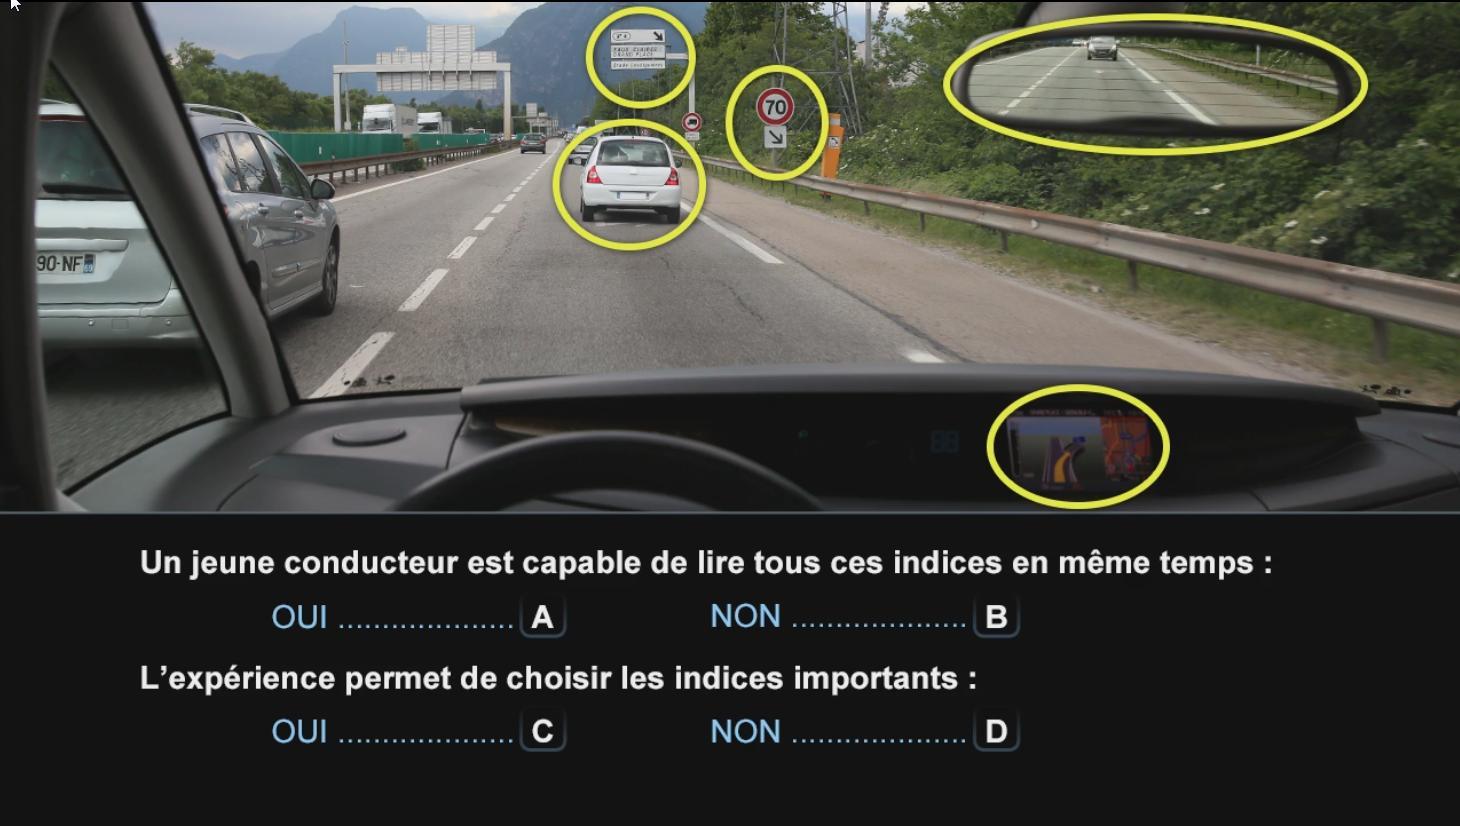 70
90-NF
Un jeune conducteur est capable de lire tous ces indices en même temps :
OUI .................... A NON .................... B
L’expérience permet de choisir les indices importants :
OUI .................... C NON .................... D